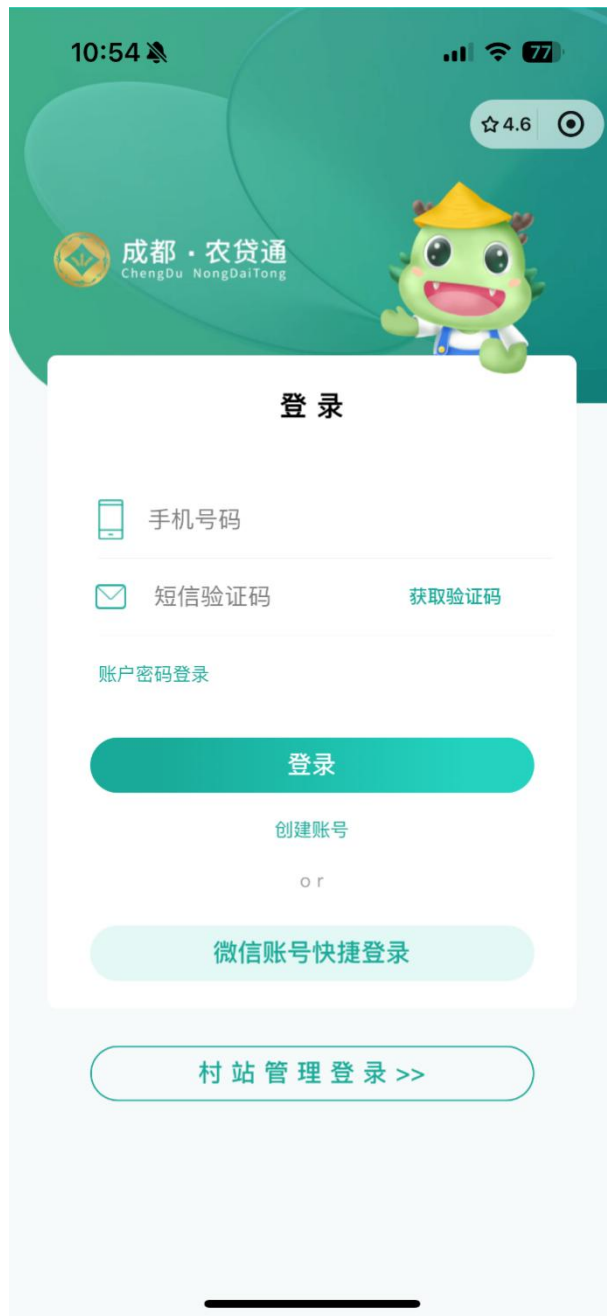 10:54
77
4.6
成都·农贷通
ChengDu NongDaiTong
登录
手机号码
短信验证码 获取验证码
账户密码登录
登录
创建账号
or
微信账号快捷登录
村站管理登录>>